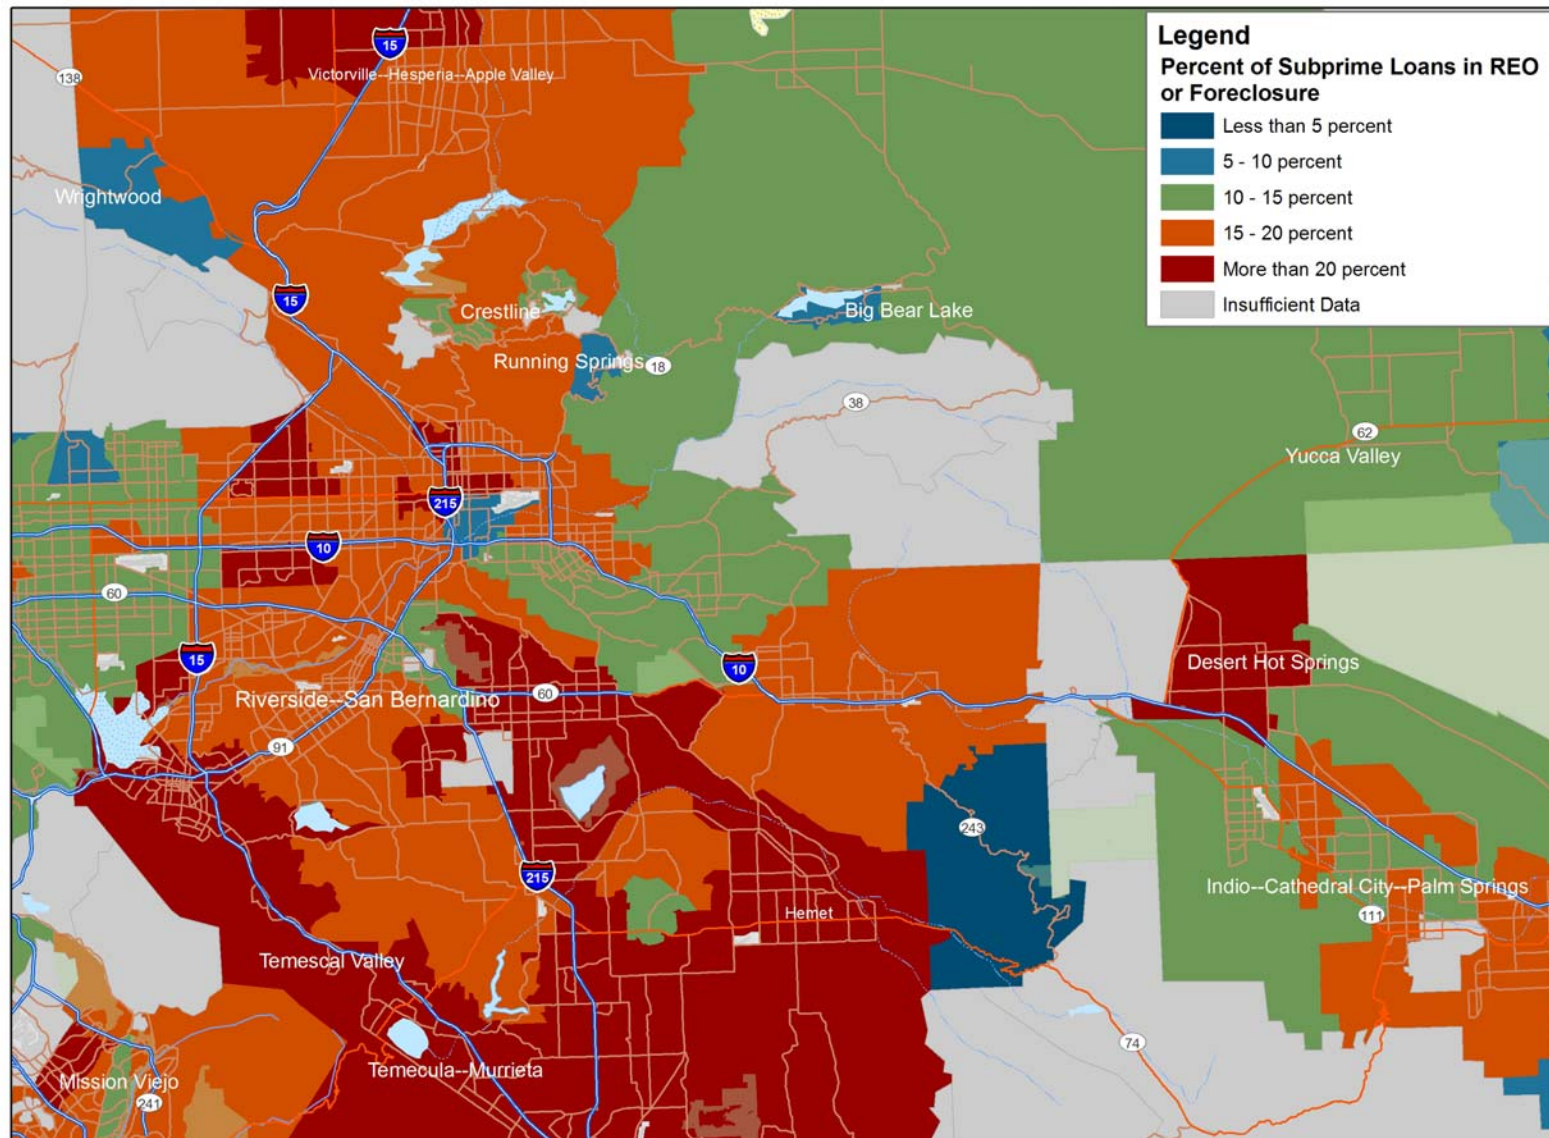 Legend
Percent of Subprime Loans in REO
or Foreclosure
Less than 5 percent
5 - 10 percent
10 - 15 percent
15 - 20 percent
More than 20 percent
Insufficient Data
15
138
Victorville--Hesperia--Apple Valley
Wrightwood
15
Crestline
Big Bear Lake
Running Springs
18
38
62
Yucca Valley
215
10
60
15
Desert Hot Springs
10
60
Riverside--San Bernardino
91
243
215
Indio--Cathedral City--Palm Springs
111
Hemet
Temescal Valley
74
Temecula--Murrieta
Mission Viejo
241